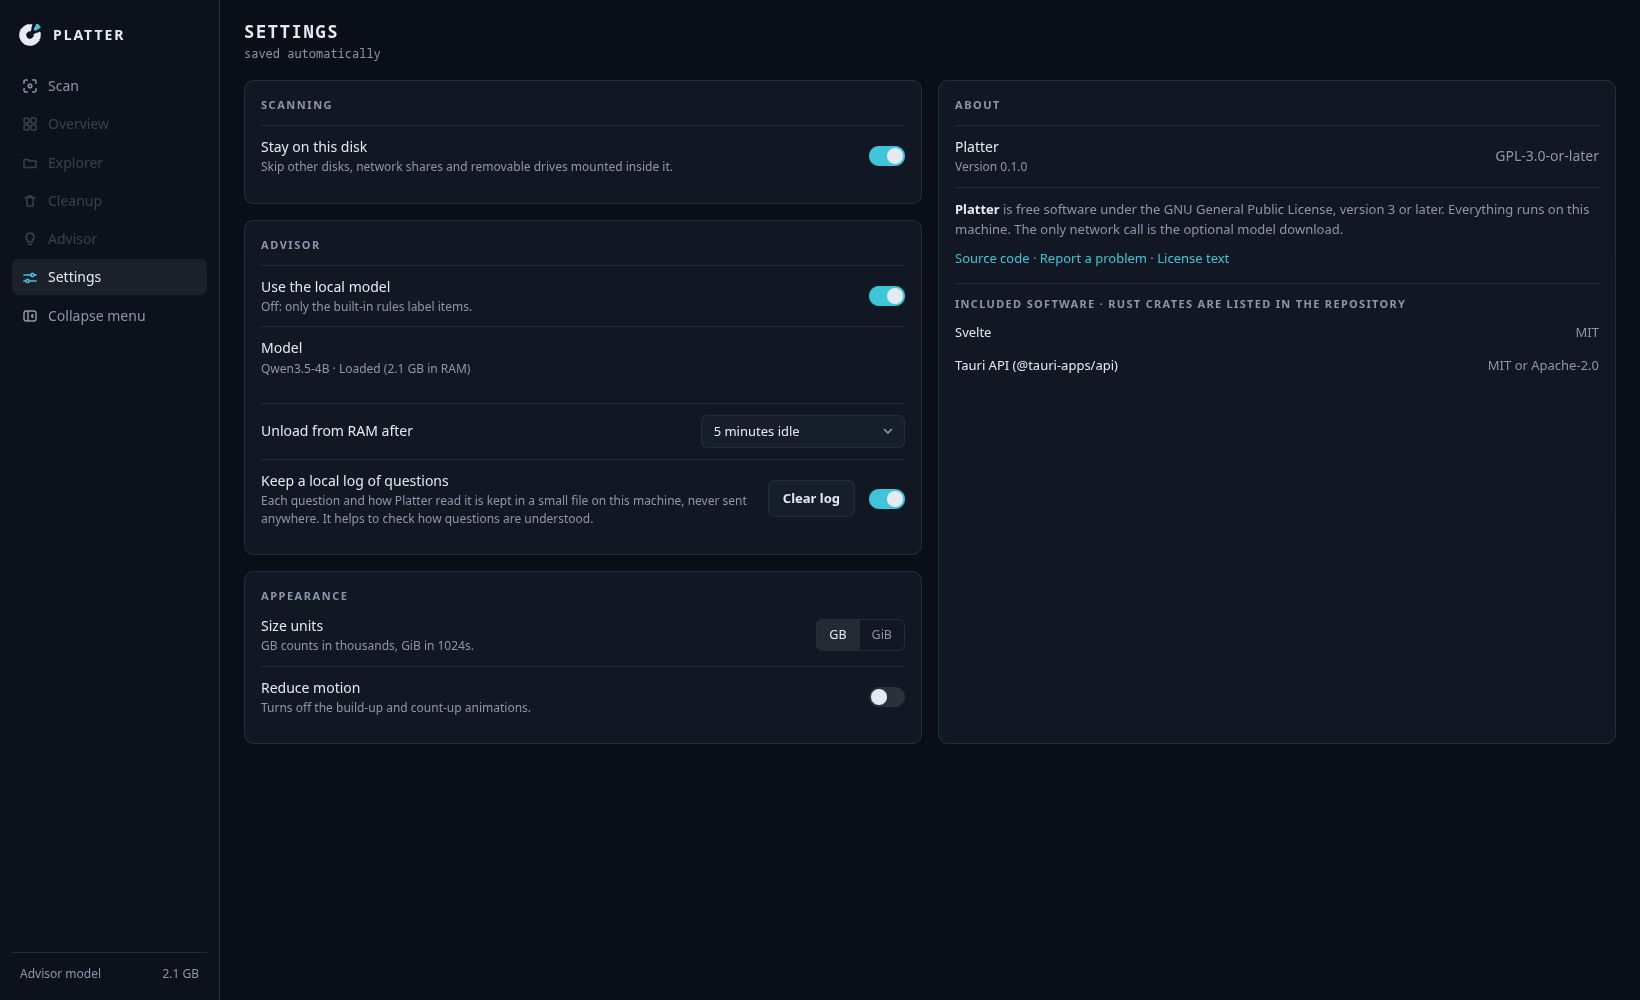 PLATTER
Scan
Overview
Explorer
Cleanup
Advisor
Settings
Collapse menu
Advisor model 2.1 GB
SETTINGS
saved automatically
SCANNING
Stay on this disk
Skip other disks, network shares and removable drives mounted inside it.
ADVISOR
Use the local model
Off: only the built-in rules label items.
Model
Qwen3.5-4B · Loaded (2.1 GB in RAM)
Unload from RAM after 5 minutes idle
Keep a local log of questions
Each question and how Platter read it is kept in a small file on this machine, never sent
anywhere. It helps to check how questions are understood.
Clear log
APPEARANCE
Size units
GB counts in thousands, GiB in 1024s.
GB GiB
Reduce motion
Turns off the build-up and count-up animations.
ABOUT
Platter
Version 0.1.0
GPL-3.0-or-later
Platter is free software under the GNU General Public License, version 3 or later. Everything runs on this
machine. The only network call is the optional model download.
Source code · Report a problem · License text
INCLUDED SOFTWARE · RUST CRATES ARE LISTED IN THE REPOSITORY
Svelte MIT
Tauri API (@tauri-apps/api) MIT or Apache-2.0